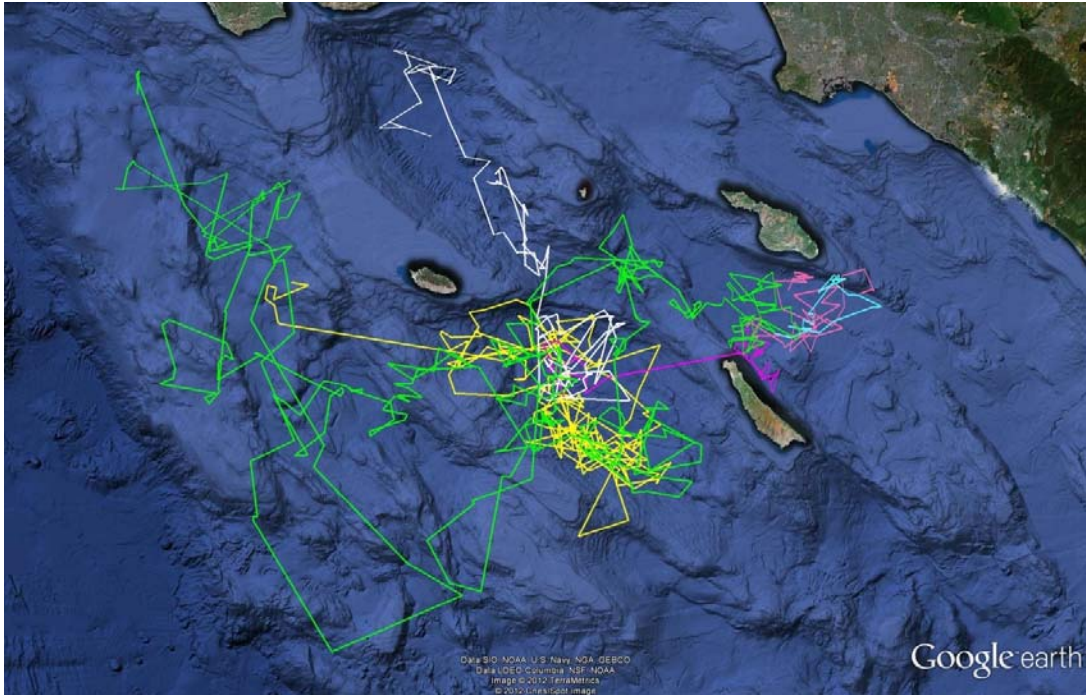 Data SIO, NOAA, U.S. Navy, NGA, GEBCO
Data LDEO-Columbia, NSF, NOAA
Image © 2012 TerraMetrics
© 2012 Cnes/Spot Image
Google earth